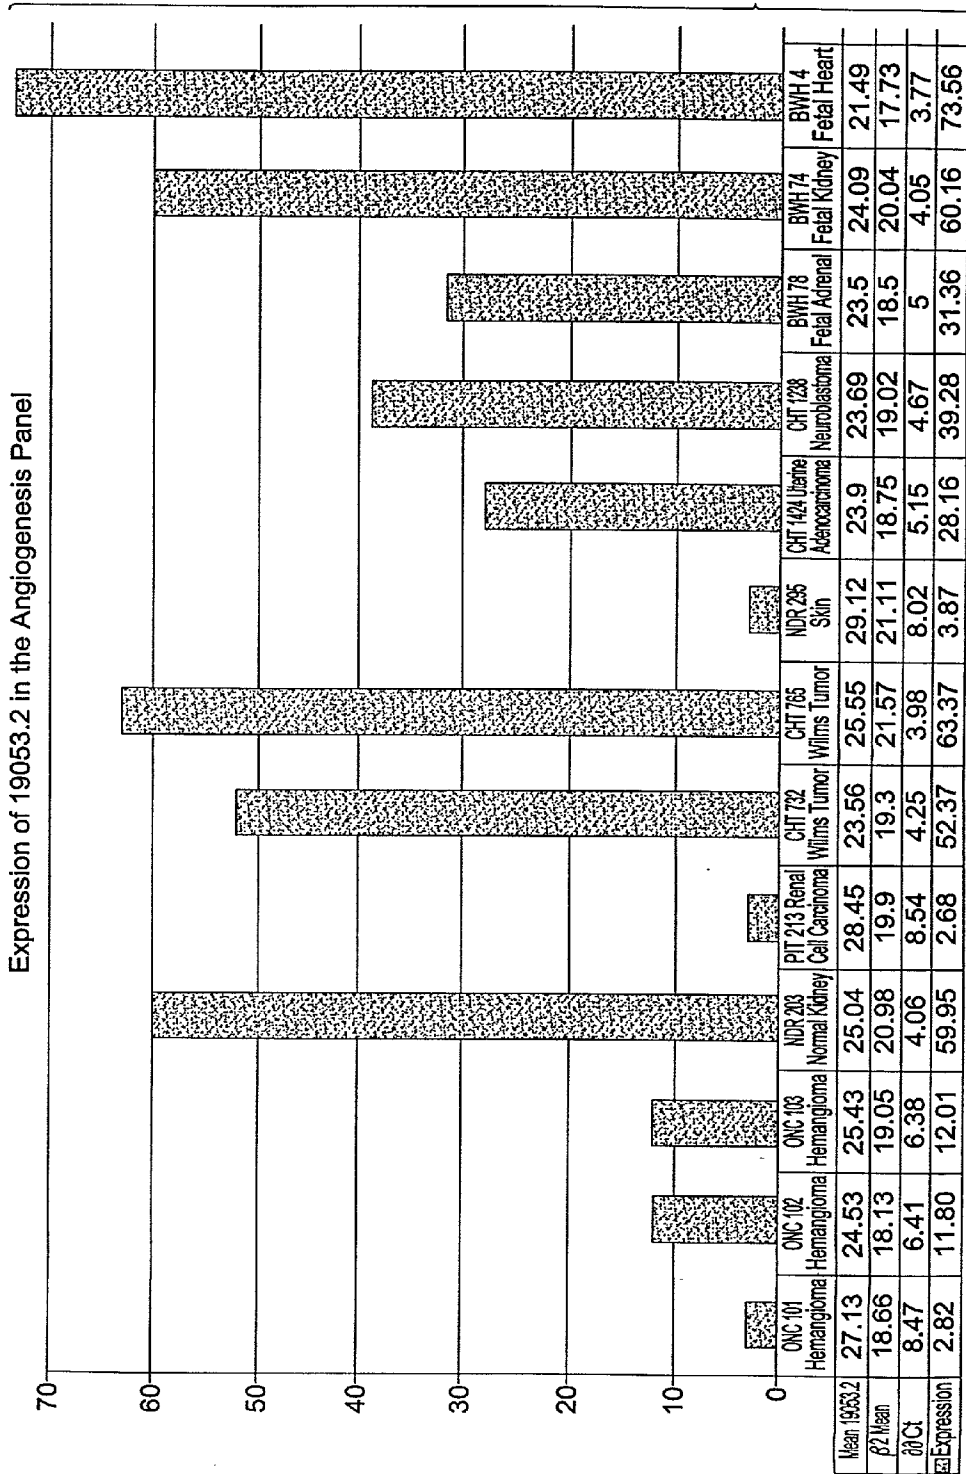 Expression of 19053.2 in the Angiogenesis Panel
70
60
50
40
30
20
10
0
ONC 101 Hemangioma ONC 102 Hemangioma ONC 103 Hemangioma NDR 203 Normal Kidney PIT 213 Renal Cell Carcinoma CHT 732 Wilms Tumor CHT 765 Wilms Tumor NDR 295 Skin CHT 1424 Uterine Adenocarcinoma CHT 1238 Neuroblastoma BWH 78 Fetal Adrenal BWH 74 Fetal Kidney BWH 4 Fetal Heart
Mean 19053.2 27.13 24.53 25.43 25.04 28.45 23.56 25.55 29.12 23.9 23.69 23.5 24.09 21.49
β2 Mean 18.66 18.13 19.05 20.98 19.9 19.3 21.57 21.11 18.75 19.02 18.5 20.04 17.73
∂∂Ct 8.47 6.41 6.38 4.06 8.54 4.25 3.98 8.02 5.15 4.67 5 4.05 3.77
Expression 2.82 11.80 12.01 59.95 2.68 52.37 63.37 3.87 28.16 39.28 31.36 60.16 73.56